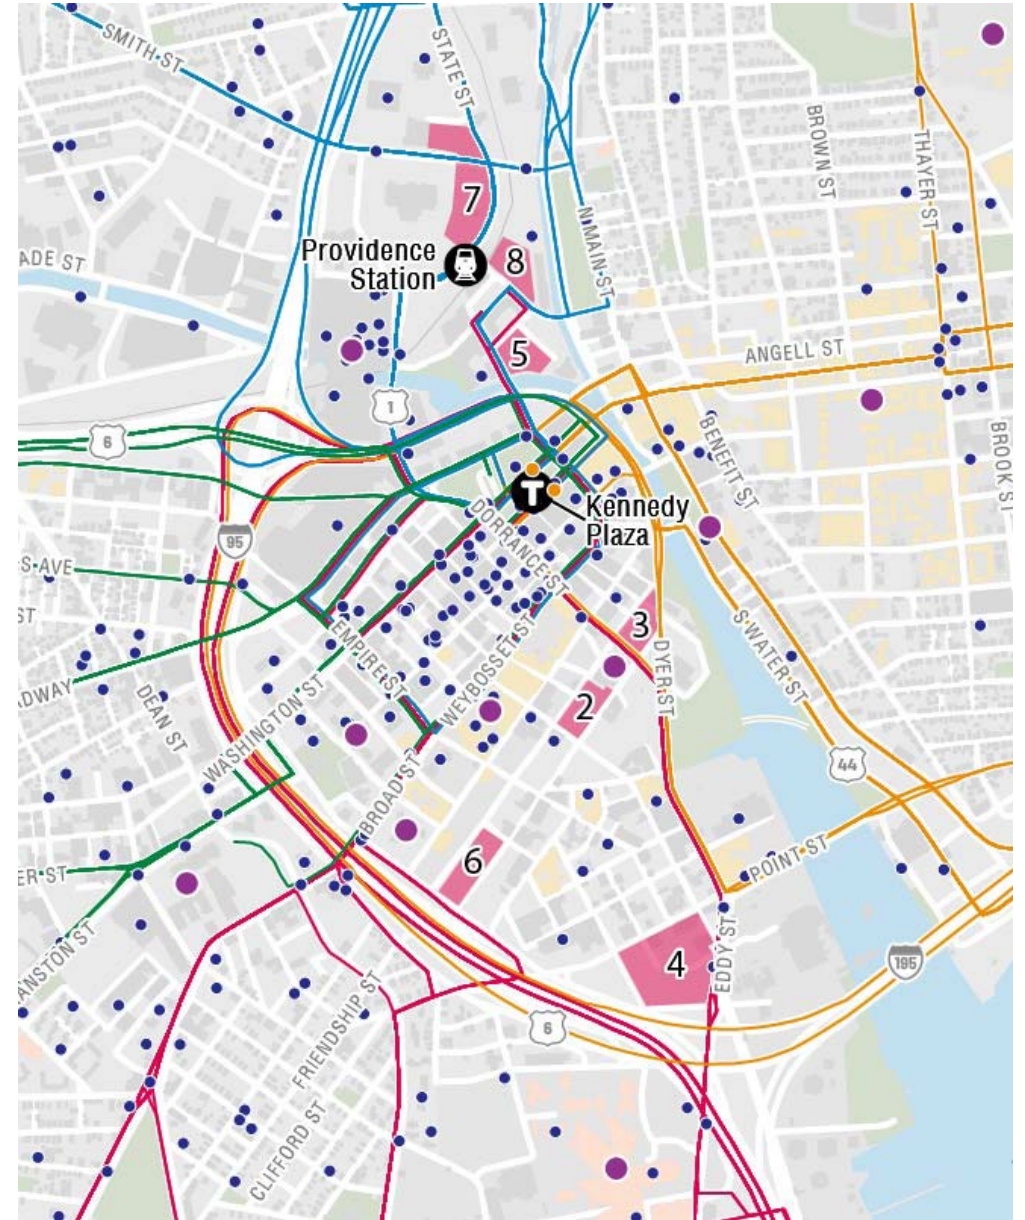 SMITH ST
STATE ST
BROWN ST
THAYER ST
7
N MAIN ST
Providence
Station
8
ADE ST
5
ANGELL ST
1
6
BENEFIT ST
BROOK ST
T
Kennedy
Plaza
DORRANCE ST
95
S AVE
ST
3
S WATER ST
EMPIRE ST
WEYBOSSET ST
DYER ST
ADWAY
DEAN ST
2
WASHINGTON ST
44
BROAD ST
6
POINT ST
ER ST
ANSTON ST
4
EDDY ST
195
FRIENDSHIP ST
6
CLIFFORD ST